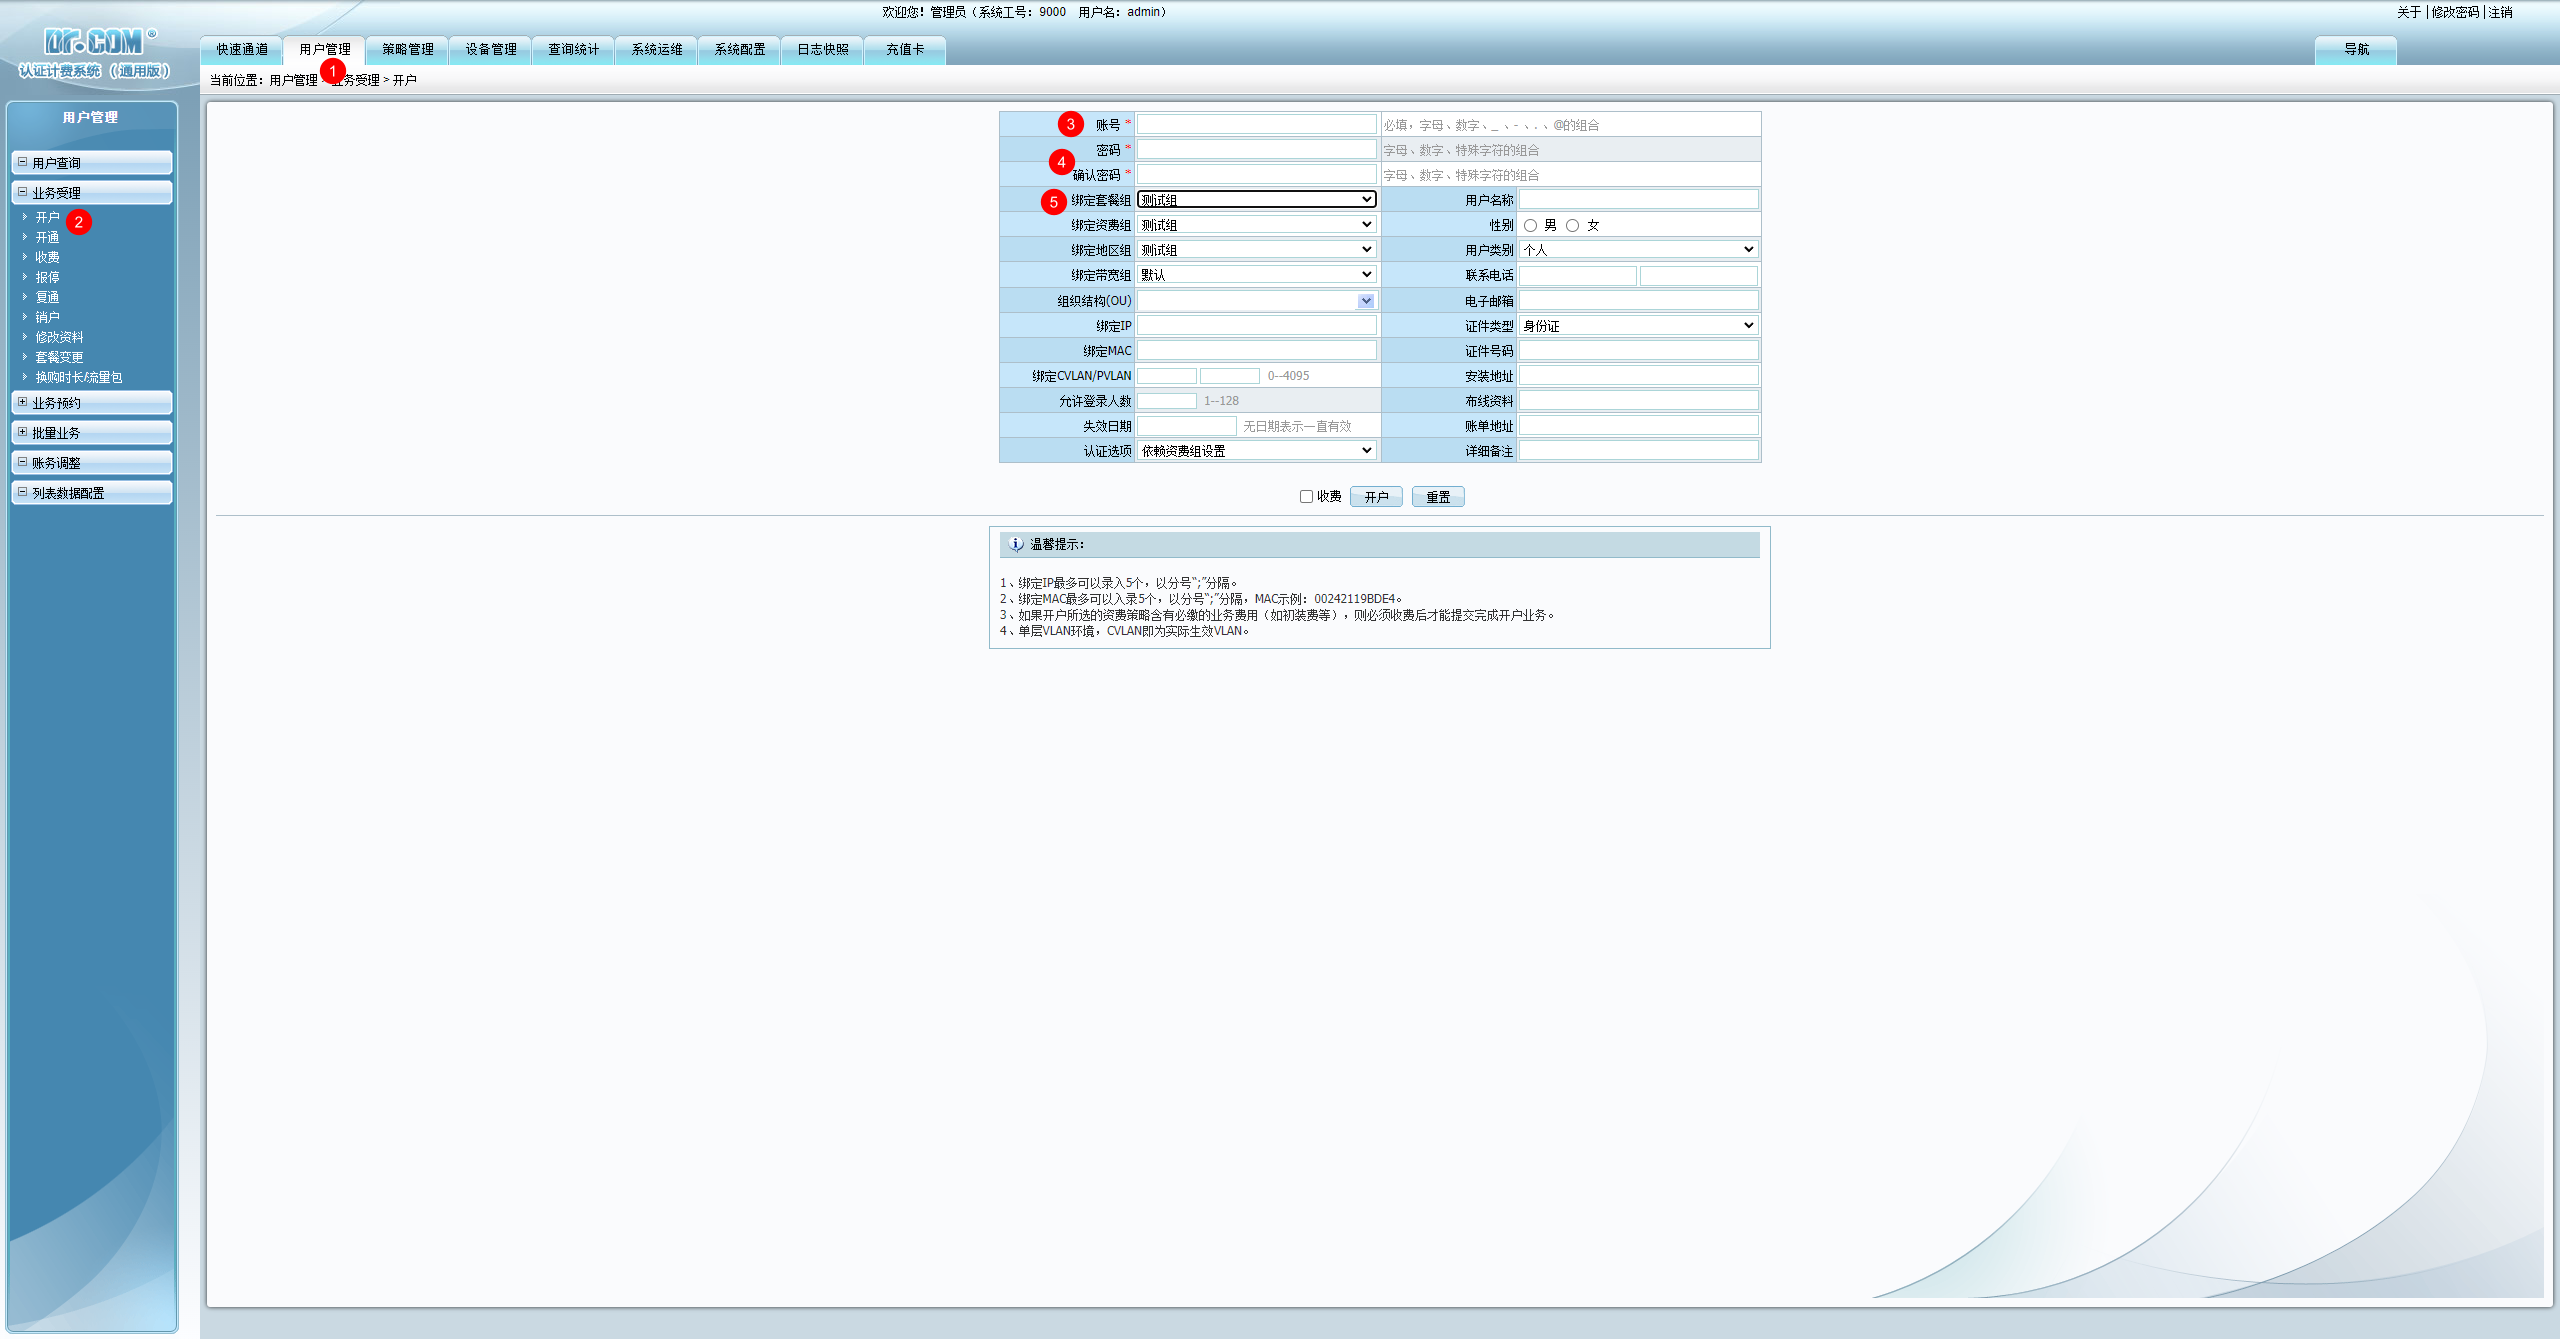 欢迎您！管理员（系统工号：9000 用户名：admin）
关于 | 修改密码 | 注销
Dr.COM®
认证计费系统（通用版）
快速通道 用户管理 策略管理 设备管理 查询统计 系统运维 系统配置 日志快照 充值卡 导航
1
当前位置：用户管理 业务受理 > 开户
用户管理
用户查询
业务受理
开户 2
开通
收费
报停
复通
销户
修改资料
套餐变更
换购时长/流量包
业务预约
批量业务
账务调整
列表数据配置
3 账号 * 必填，字母、数字、_ 、- 、. 、@的组合
密码 * 字母、数字、特殊字符的组合
4
确认密码 * 字母、数字、特殊字符的组合
5 绑定套餐组 测试组 用户名称
绑定资费组 测试组 性别 男 女
绑定地区组 测试组 用户类别 个人
绑定带宽组 默认 联系电话
组织结构(OU) 电子邮箱
绑定IP 证件类型 身份证
绑定MAC 证件号码
绑定CVLAN/PVLAN 0--4095 安装地址
允许登录人数 1--128 布线资料
失效日期 无日期表示一直有效 账单地址
认证选项 依赖资费组设置 详细备注
收费 开户 重置
温馨提示：
1、绑定IP最多可以录入5个，以分号“;”分隔。
2、绑定MAC最多可以入录5个，以分号“;”分隔，MAC示例：00242119BDE4。
3、如果开户所选的资费策略含有必缴的业务费用（如初装费等），则必须收费后才能提交完成开户业务。
4、单层VLAN环境，CVLAN即为实际生效VLAN。